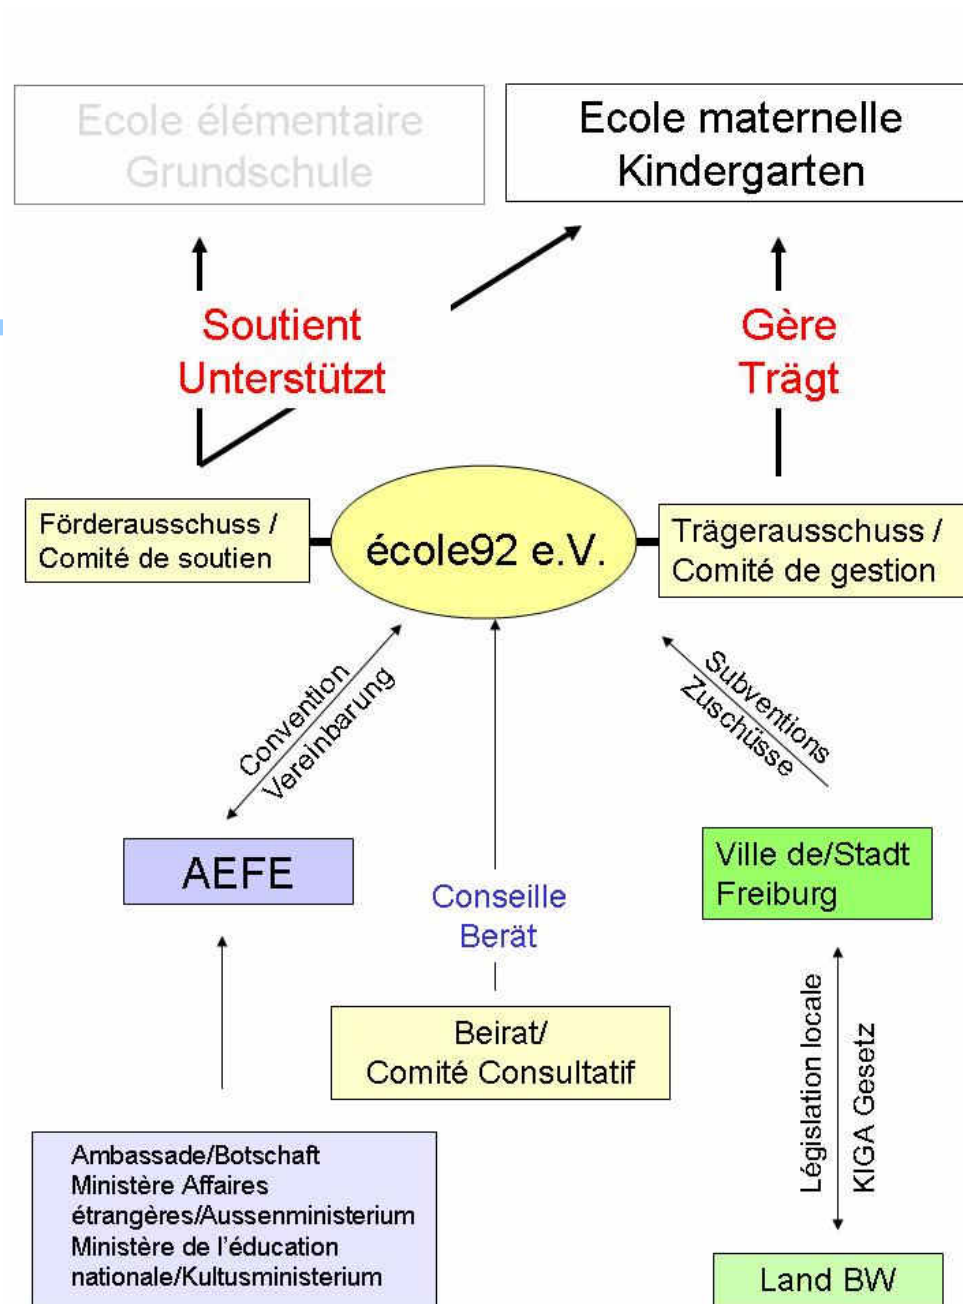 Ecole élémentaire
Grundschule
Ecole maternelle
Kindergarten
Soutient
Unterstützt
Gère
Trägt
Förderausschuss /
Comité de soutien
école92 e.V.
Trägerausschuss /
Comité de gestion
Convention
Vereinbarung
Subventions
Zuschüsse
AEFE
Conseille
Berät
Ville de/Stadt
Freiburg
Beirat/
Comité Consultatif
Législation locale
KIGA Gesetz
Ambassade/Botschaft
Ministère Affaires
étrangères/Aussenministerium
Ministère de l'éducation
nationale/Kultusministerium
Land BW